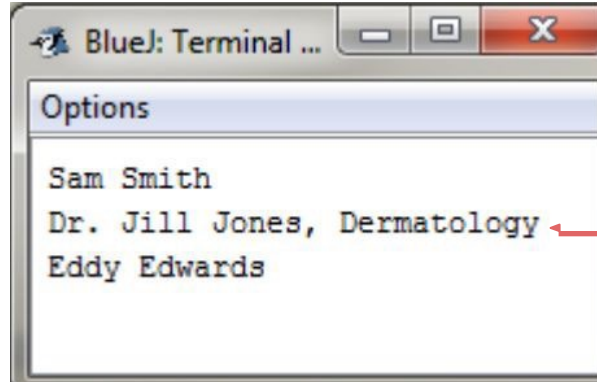 BlueJ: Terminal ...
Options
Sam Smith
Dr. Jill Jones, Dermatology
Eddy Edwards